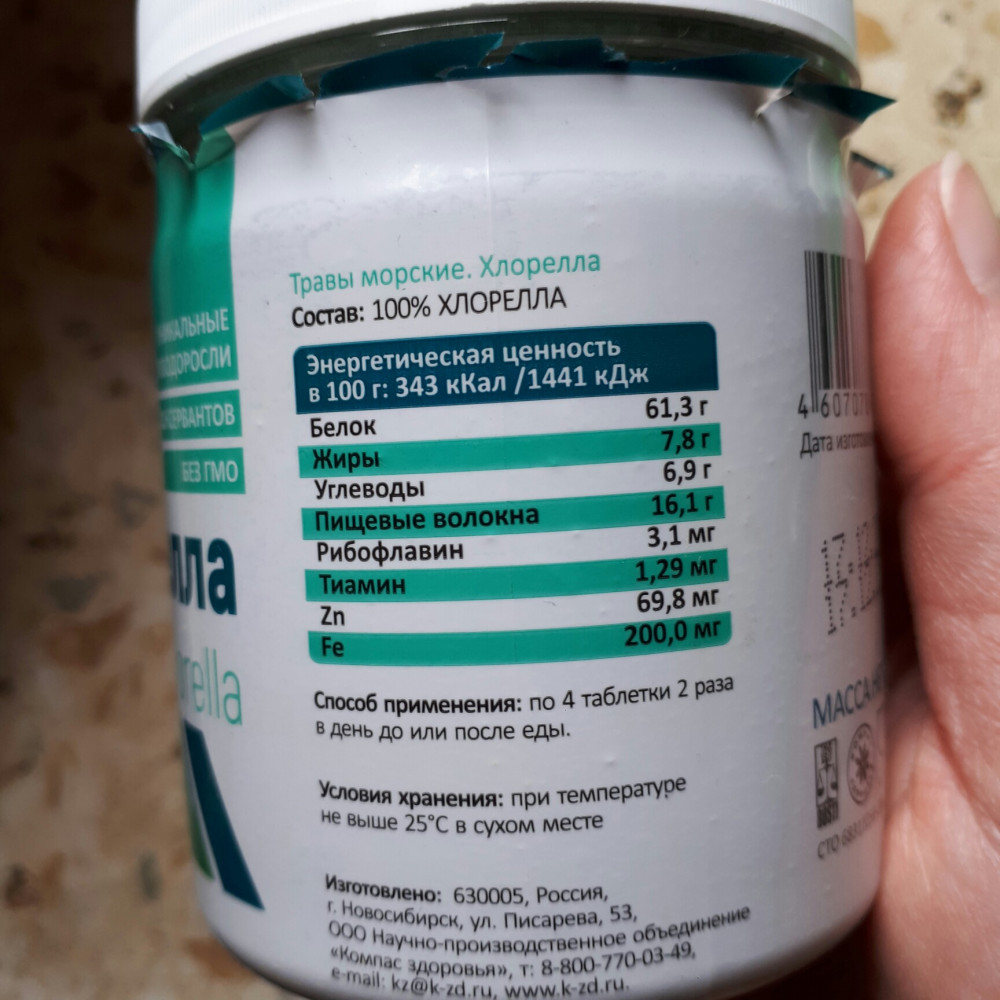 Травы морские. Хлорелла
Состав: 100% ХЛОРЕЛЛА
Энергетическая ценность
в 100 г: 343 кКал /1441 кДж
Белок 61,3 г
Жиры 7,8 г
Углеводы 6,9 г
Пищевые волокна 16,1 г
Рибофлавин 3,1 мг
Тиамин 1,29 мг
Zn 69,8 мг
Fe 200,0 мг
Способ применения: по 4 таблетки 2 раза
в день до или после еды.
Условия хранения: при температуре
не выше 25°C в сухом месте
Изготовлено: 630005, Россия,
г. Новосибирск, ул. Писарева, 53,
ООО Научно-производственное объединение
«Компас здоровья», т: 8-800-770-03-49,
e-mail: kz@k-zd.ru, www.k-zd.ru.
БЕЗ ГМО
лла
rella
4 60707
Дата
МАССА
СТО